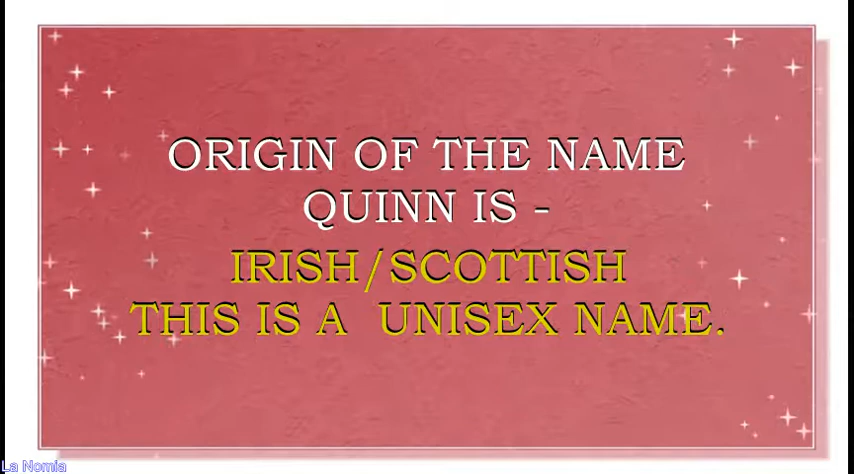 ORIGIN OF THE NAME
QUINN IS -
IRISH/SCOTTISH
THIS IS A UNISEX NAME.
La Nomia